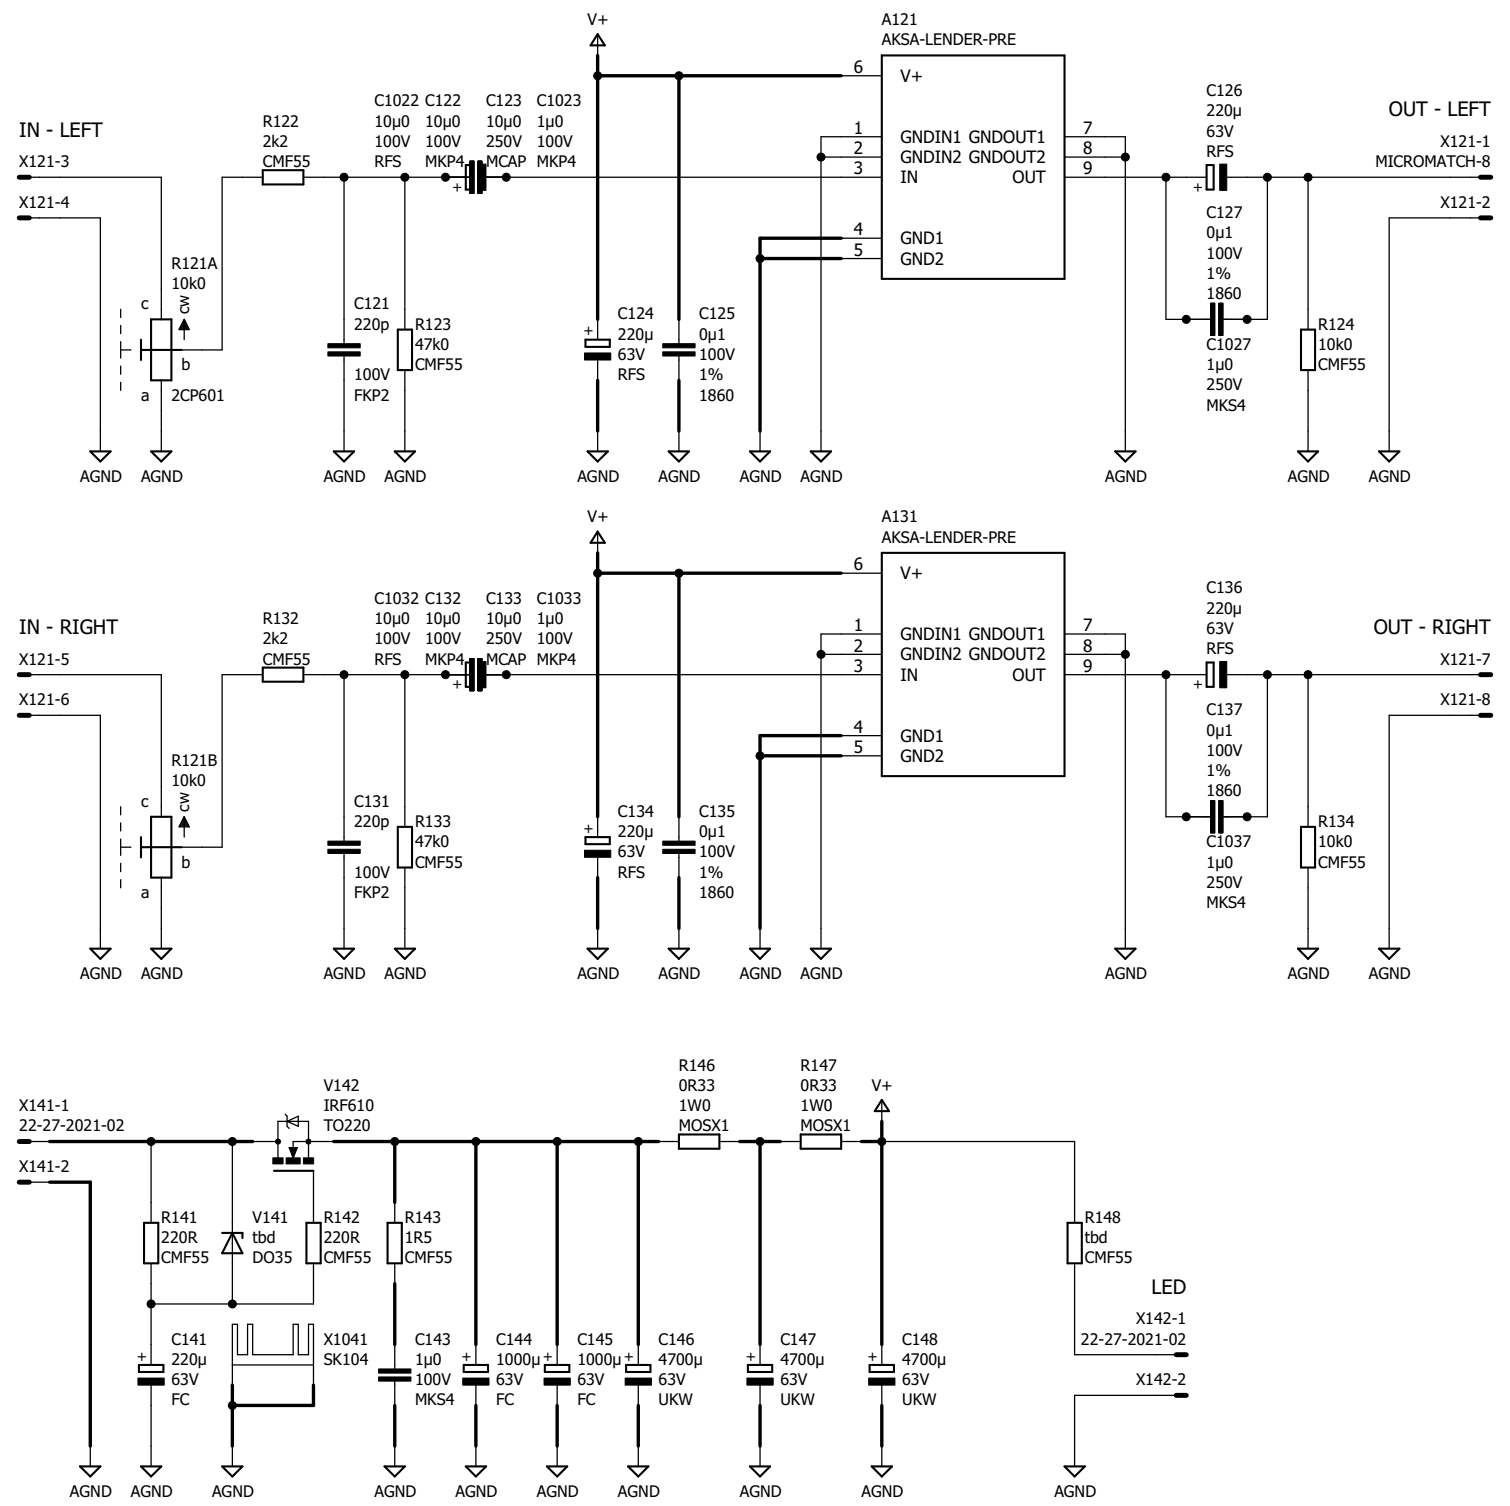 V+
A121
AKSA-LENDER-PRE
6
V+
C1022
10µ0
100V
RFS
C122
10µ0
100V
MKP4
C123
10µ0
250V
MCAP
C1023
1µ0
100V
MKP4
C126
220µ
63V
RFS
IN - LEFT
X121-3
X121-4
R122
2k2
CMF55
+
1
2
3
GNDIN1 GNDOUT1
GNDIN2 GNDOUT2
IN OUT
7
8
9
+
OUT - LEFT
X121-1
MICROMATCH-8
X121-2
4
5
GND1
GND2
C127
0µ1
100V
1%
1860
R121A
10k0
c
cw
b
a
2CP601
C121
220p
100V
FKP2
R123
47k0
CMF55
+
C124
220µ
63V
RFS
C125
0µ1
100V
1%
1860
C1027
1µ0
250V
MKS4
R124
10k0
CMF55
AGND
AGND
AGND
AGND
AGND
AGND
AGND
AGND
AGND
AGND
AGND
V+
A131
AKSA-LENDER-PRE
6
V+
C1032
10µ0
100V
RFS
C132
10µ0
100V
MKP4
C133
10µ0
250V
MCAP
C1033
1µ0
100V
MKP4
C136
220µ
63V
RFS
IN - RIGHT
X121-5
X121-6
R132
2k2
CMF55
+
1
2
3
GNDIN1 GNDOUT1
GNDIN2 GNDOUT2
IN OUT
7
8
9
+
OUT - RIGHT
X121-7
X121-8
4
5
GND1
GND2
C137
0µ1
100V
1%
1860
R121B
10k0
c
cw
b
a
C131
220p
100V
FKP2
R133
47k0
CMF55
+
C134
220µ
63V
RFS
C135
0µ1
100V
1%
1860
C1037
1µ0
250V
MKS4
R134
10k0
CMF55
AGND
AGND
AGND
AGND
AGND
AGND
AGND
AGND
AGND
AGND
AGND
X141-1
22-27-2021-02
X141-2
V142
IRF610
TO220
R146
0R33
1W0
MOSX1
R147
0R33
1W0
MOSX1
V+
R141
220R
CMF55
V141
tbd
DO35
R142
220R
CMF55
R143
1R5
CMF55
R148
tbd
CMF55
LED
X142-1
22-27-2021-02
X142-2
+
C141
220µ
63V
FC
X1041
SK104
C143
1µ0
100V
MKS4
+
C144
1000µ
63V
FC
+
C145
1000µ
63V
FC
+
C146
4700µ
63V
UKW
+
C147
4700µ
63V
UKW
+
C148
4700µ
63V
UKW
AGND
AGND
AGND
AGND
AGND
AGND
AGND
AGND
AGND
AGND